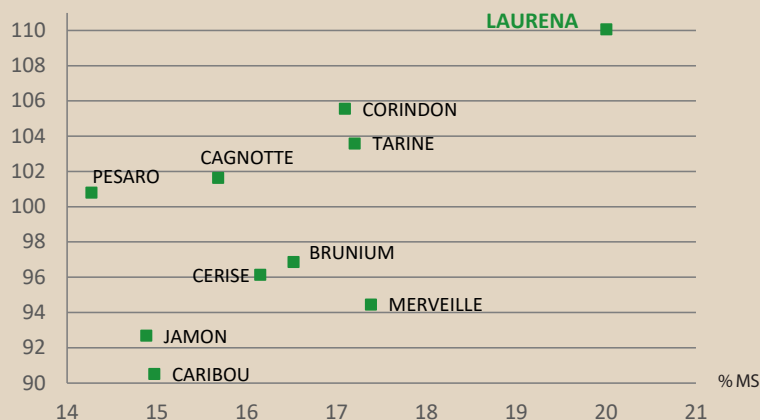 110
LAURENA
108
106
CORINDON
104
TARINE
CAGNOTTE
102
PESARO
100
98
BRUNIUM
96
CERISE
94
MERVEILLE
92
JAMON
CARIBOU
90
% MS
14 15 16 17 18 19 20 21